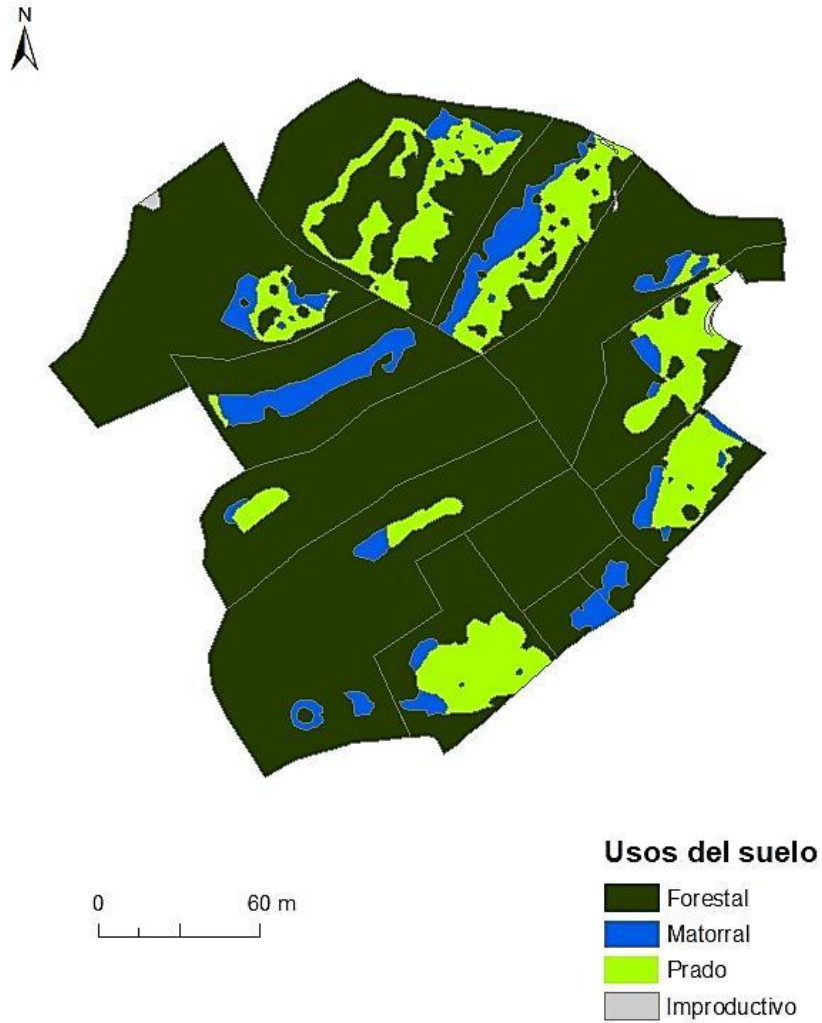 N
Usos del suelo
Forestal
Matorral
Prado
Improductivo
0 60 m